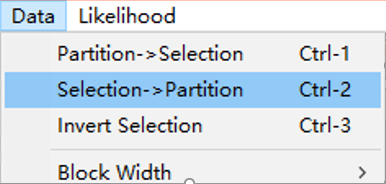 Data Likelihood
Partition->Selection Ctrl-1
Selection->Partition Ctrl-2
Invert Selection Ctrl-3
Block Width >